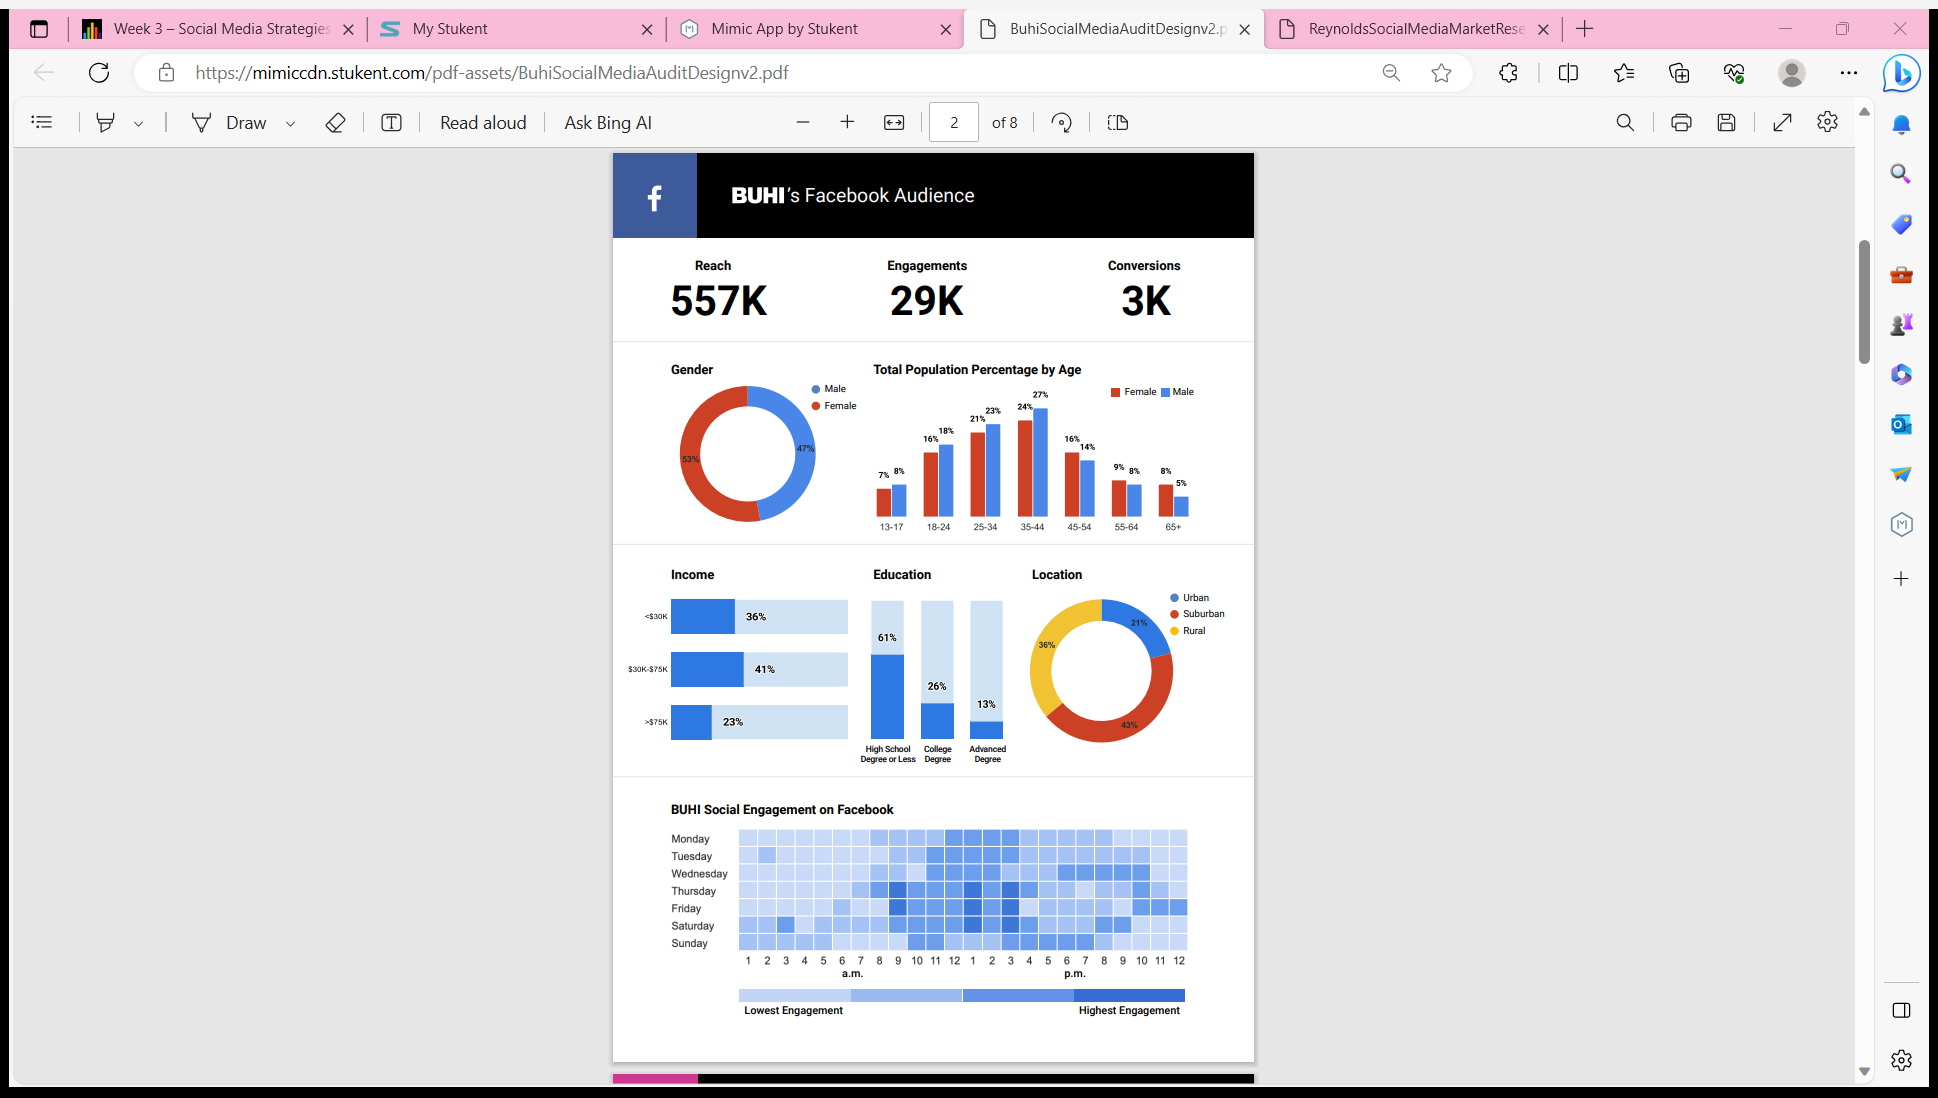 Week 3 – Social Media Strategies
My Stukent
Mimic App by Stukent
BuhiSocialMediaAuditDesignv2.p
ReynoldsSocialMediaMarketRese
https://mimiccdn.stukent.com/pdf-assets/BuhiSocialMediaAuditDesignv2.pdf
Draw
Read aloud
Ask Bing AI
2 of 8
BUHI's Facebook Audience
Reach
557K
Engagements
29K
Conversions
3K
Gender
Male
Female
53%
47%
Total Population Percentage by Age
Female Male
7% 8% 16% 18% 21% 23% 24% 27% 16% 14% 9% 8% 8% 5%
13-17 18-24 25-34 35-44 45-54 55-64 65+
Income
<$30K 36%
$30K-$75K 41%
>$75K 23%
Education
61% 26% 13%
High School College Advanced
Degree or Less Degree Degree
Location
Urban
Suburban
Rural
21%
36%
43%
BUHI Social Engagement on Facebook
Monday
Tuesday
Wednesday
Thursday
Friday
Saturday
Sunday
1 2 3 4 5 6 7 8 9 10 11 12 1 2 3 4 5 6 7 8 9 10 11 12
a.m. p.m.
Lowest Engagement Highest Engagement